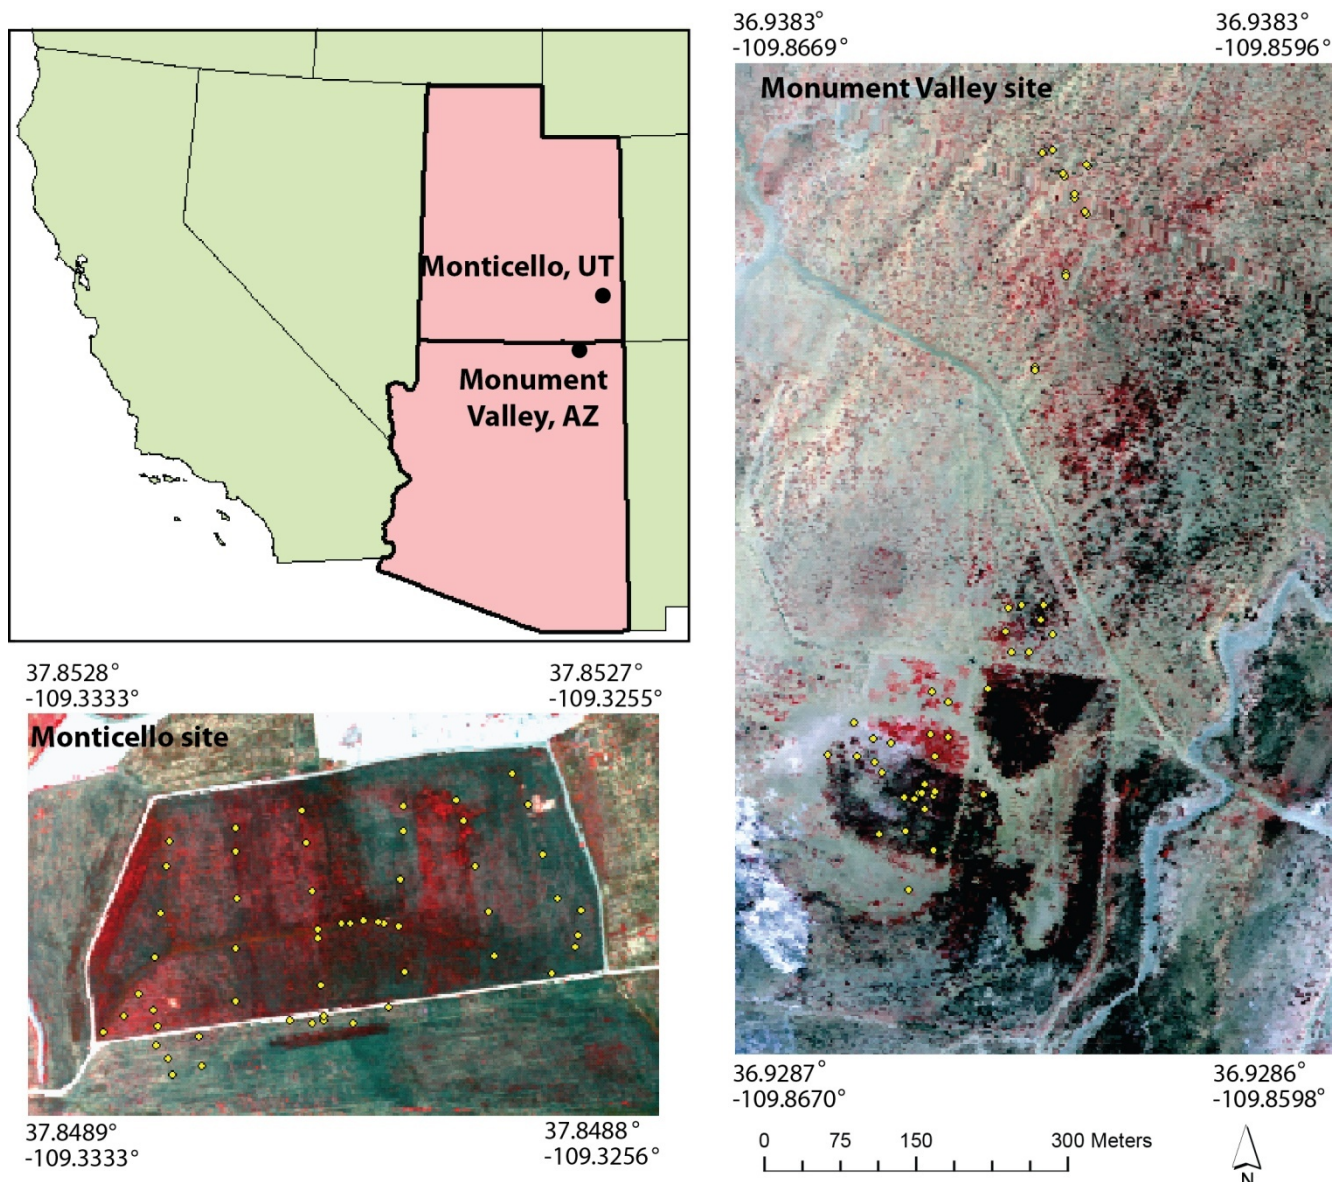 Monticello, UT
Monument
Valley, AZ
37.8528°
-109.3333°
37.8527°
-109.3255°
Monticello site
37.8489°
-109.3333°
37.8488°
-109.3256°
36.9383°
-109.8669°
36.9383°
-109.8596°
Monument Valley site
36.9287°
-109.8670°
36.9286°
-109.8598°
0 75 150 300 Meters
N